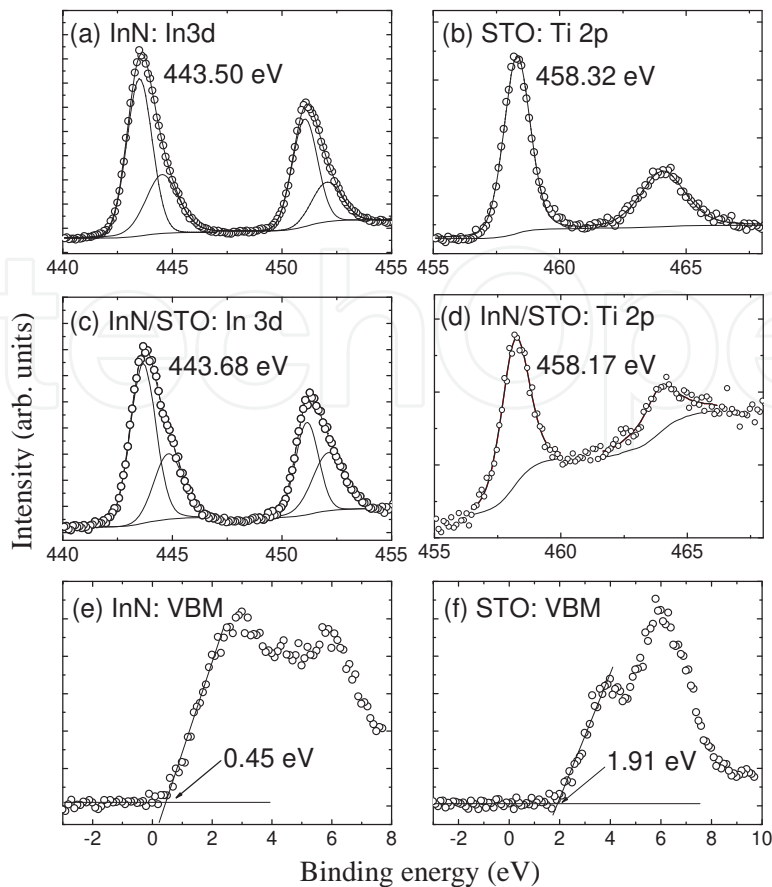 (a) InN: In3d
443.50 eV
(b) STO: Ti 2p
458.32 eV
440 445 450 455
455 460 465
(c) InN/STO: In 3d
443.68 eV
(d) InN/STO: Ti 2p
458.17 eV
440 445 450 455
455 460 465
(e) InN: VBM
0.45 eV
(f) STO: VBM
1.91 eV
-2 0 2 4 6 8
-2 0 2 4 6 8 10
Intensity (arb. units)
Binding energy (eV)